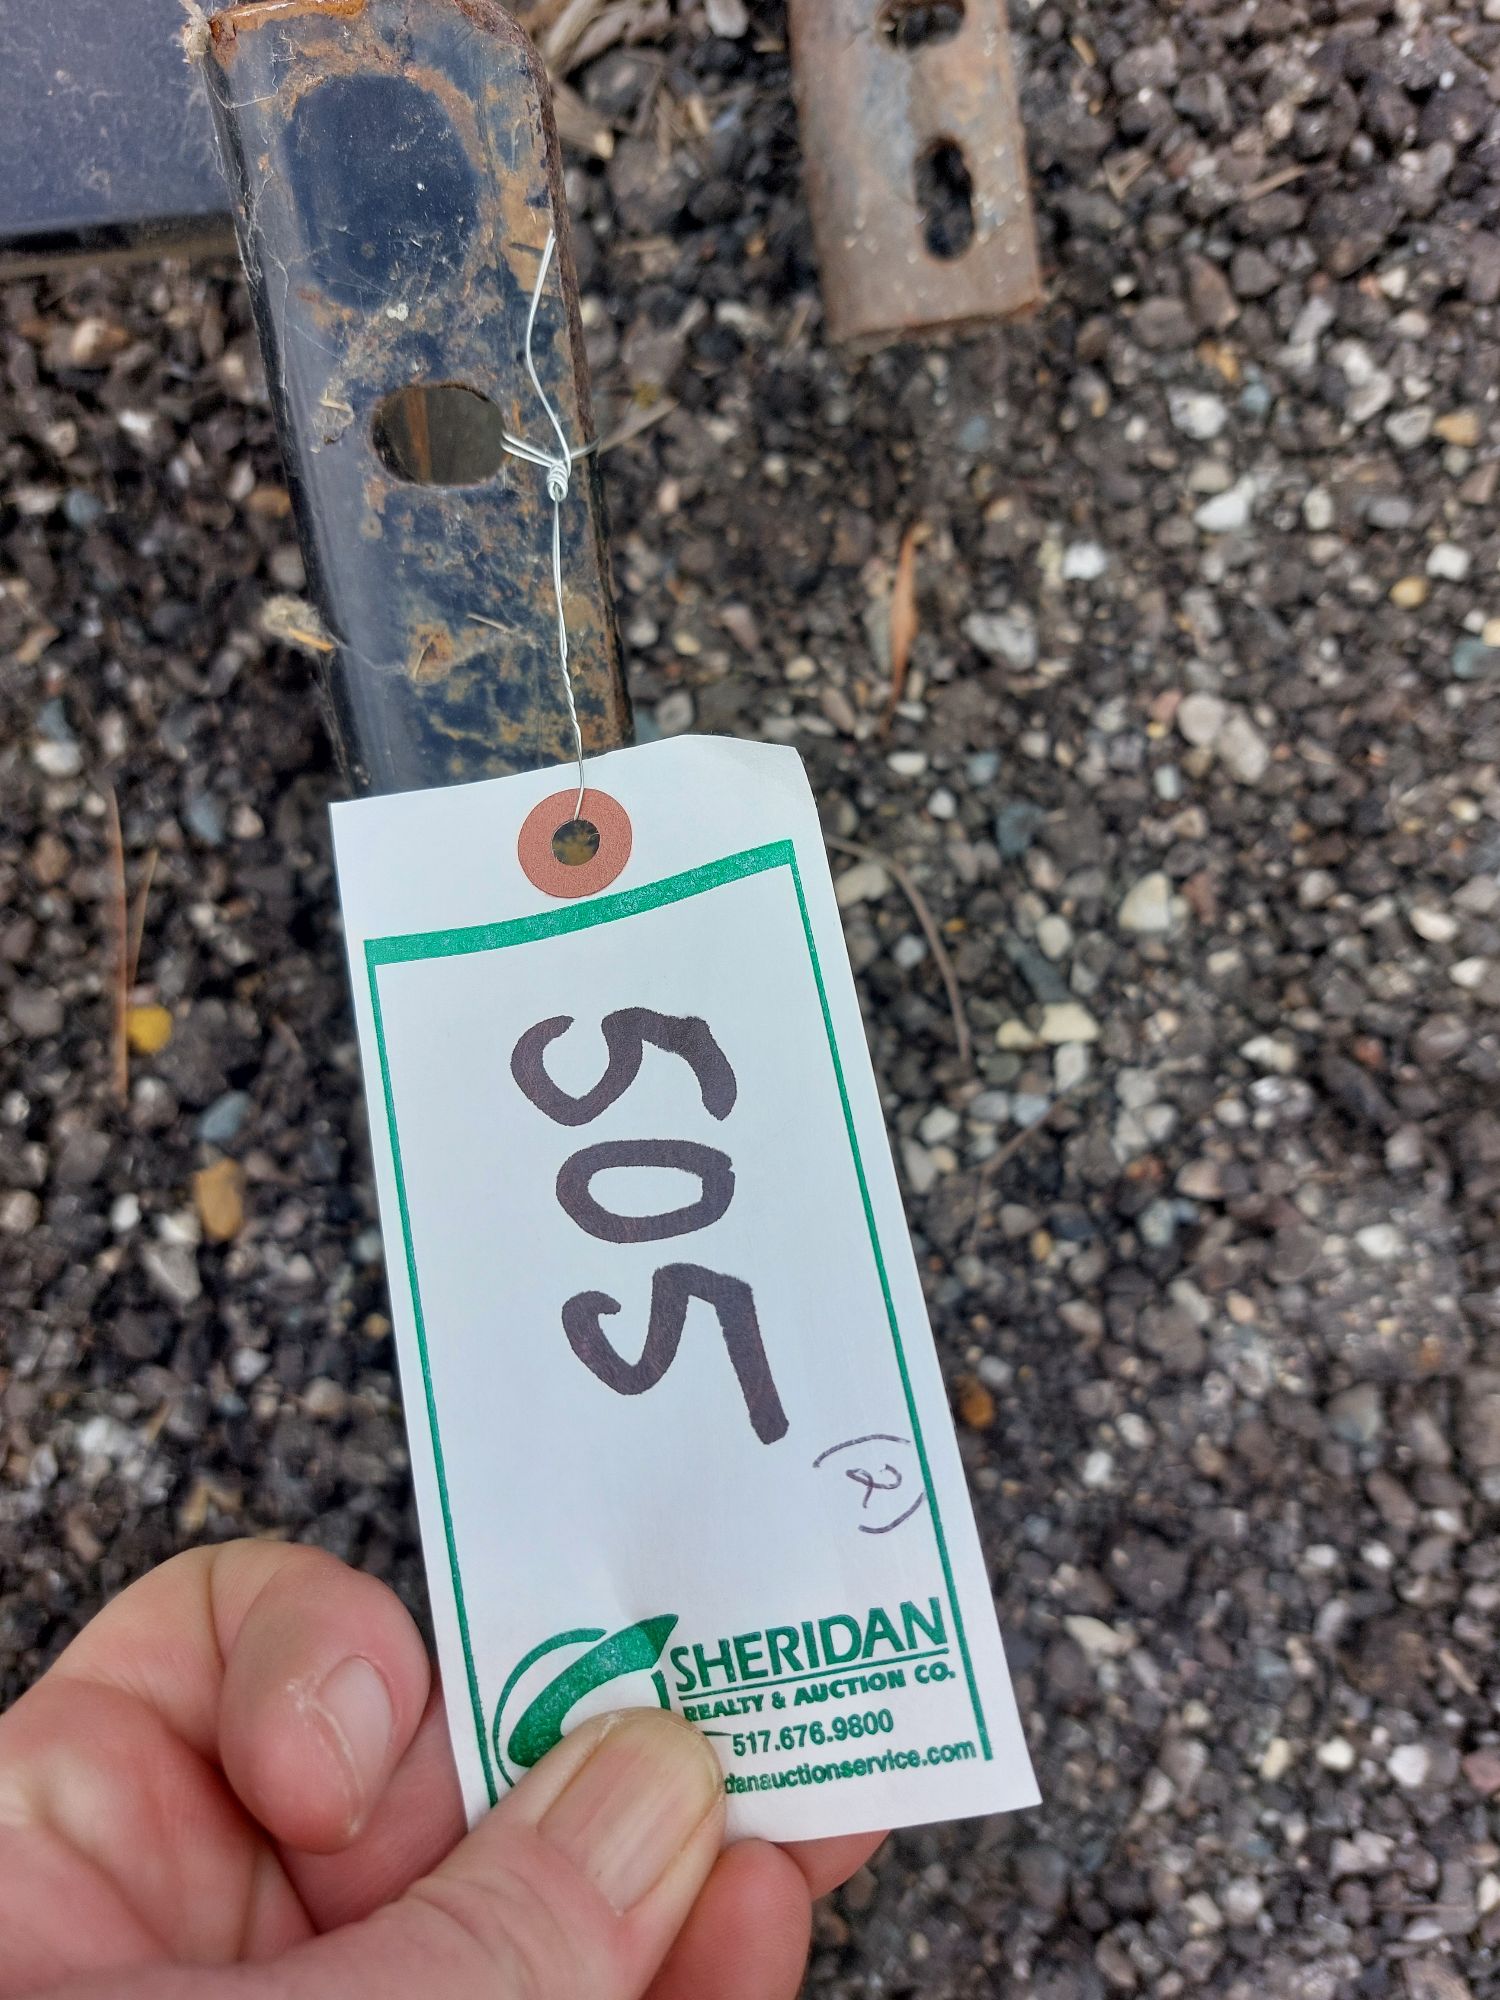 505
(2)
SHERIDAN
REALTY & AUCTION CO.
517.676.9800
danauctionservice.com